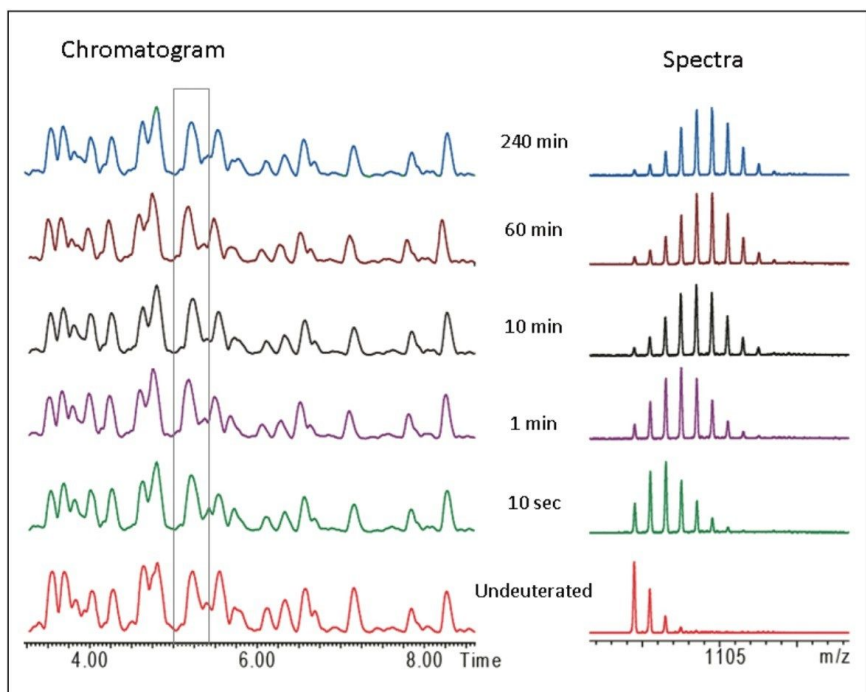 Chromatogram
Spectra
240 min
60 min
10 min
1 min
10 sec
Undeuterated
4.00 6.00 8.00 Time
1105 m/z